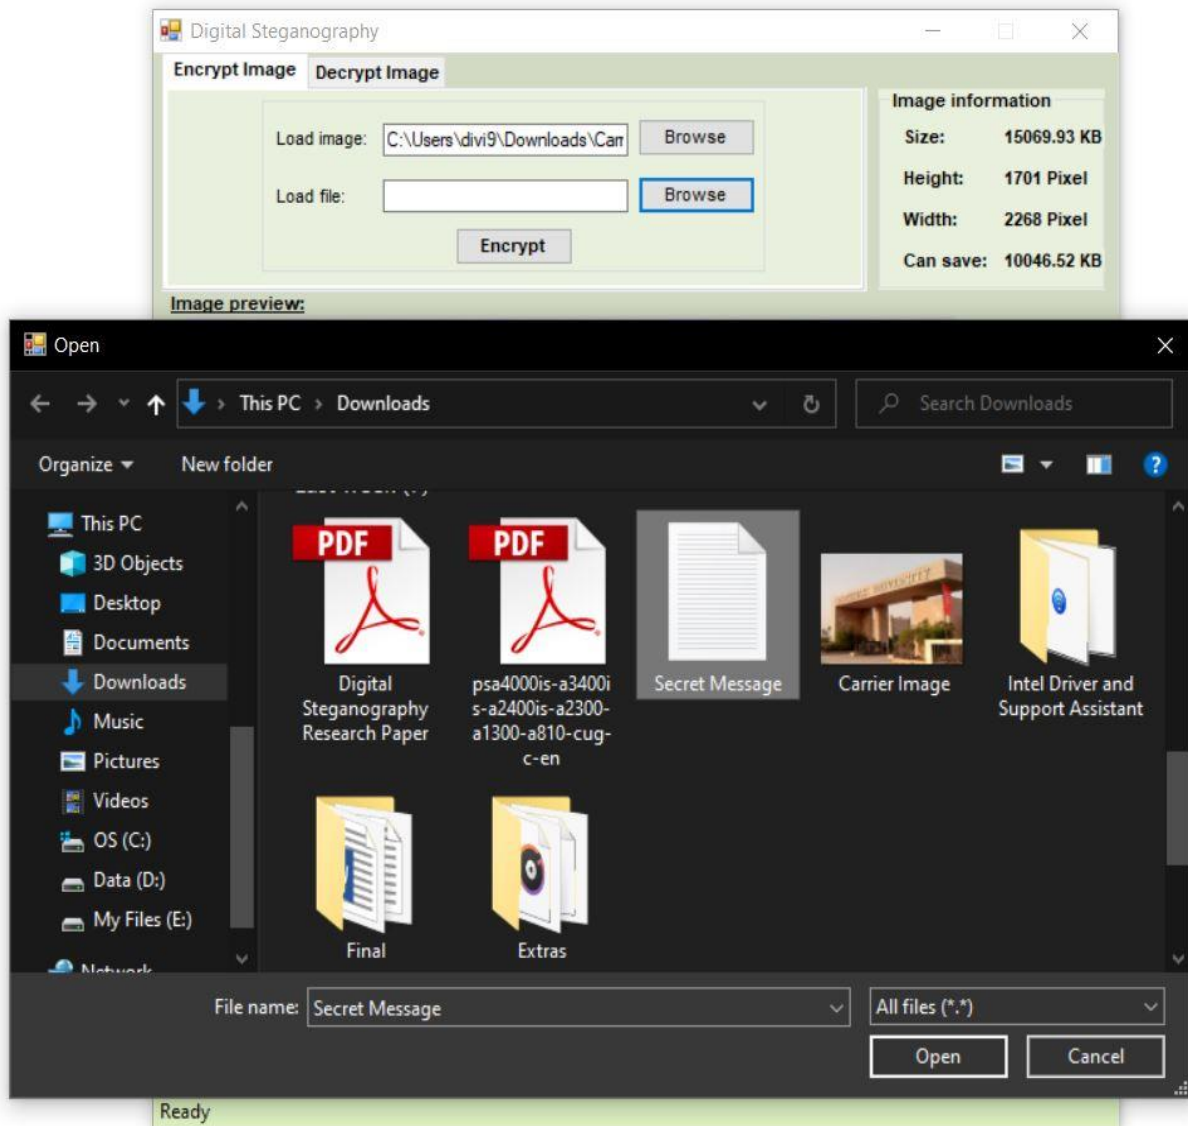 Digital Steganography
Encrypt Image
Decrypt Image
Load image:
C:\Users\divi9\Downloads\Carr
Browse
Load file:
Browse
Encrypt
Image information
Size: 15069.93 KB
Height: 1701 Pixel
Width: 2268 Pixel
Can save: 10046.52 KB
Image preview:
Open
This PC > Downloads
Search Downloads
Organize
New folder
This PC
3D Objects
Desktop
Documents
Downloads
Music
Pictures
Videos
OS (C:)
Data (D:)
My Files (E:)
Network
PDF
Digital
Steganography
Research Paper
PDF
psa4000is-a3400i
s-a2400is-a2300-
a1300-a810-cug-
c-en
Secret Message
Carrier Image
Intel Driver and
Support Assistant
Final
Extras
File name:
Secret Message
All files (*.*)
Open
Cancel
Ready